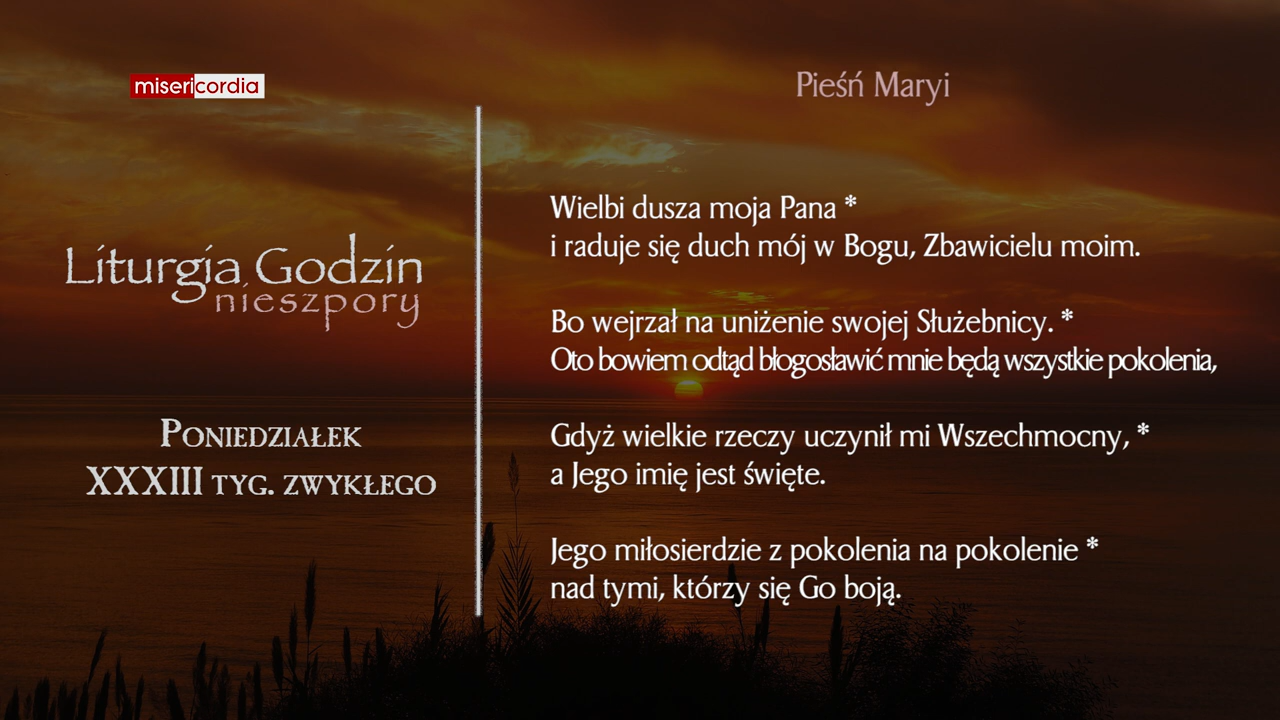 misericordia
Liturgia Godzin
nieszpory
Poniedziałek
XXXIII tyg. zwykłego
Pieśń Maryi
Wielbi dusza moja Pana *
i raduje się duch mój w Bogu, Zbawicielu moim.
Bo wejrzał na uniżenie swojej Służebnicy. *
Oto bowiem odtąd błogosławić mnie będą wszystkie pokolenia,
Gdyż wielkie rzeczy uczynił mi Wszechmocny, *
a Jego imię jest święte.
Jego miłosierdzie z pokolenia na pokolenie *
nad tymi, którzy się Go boją.